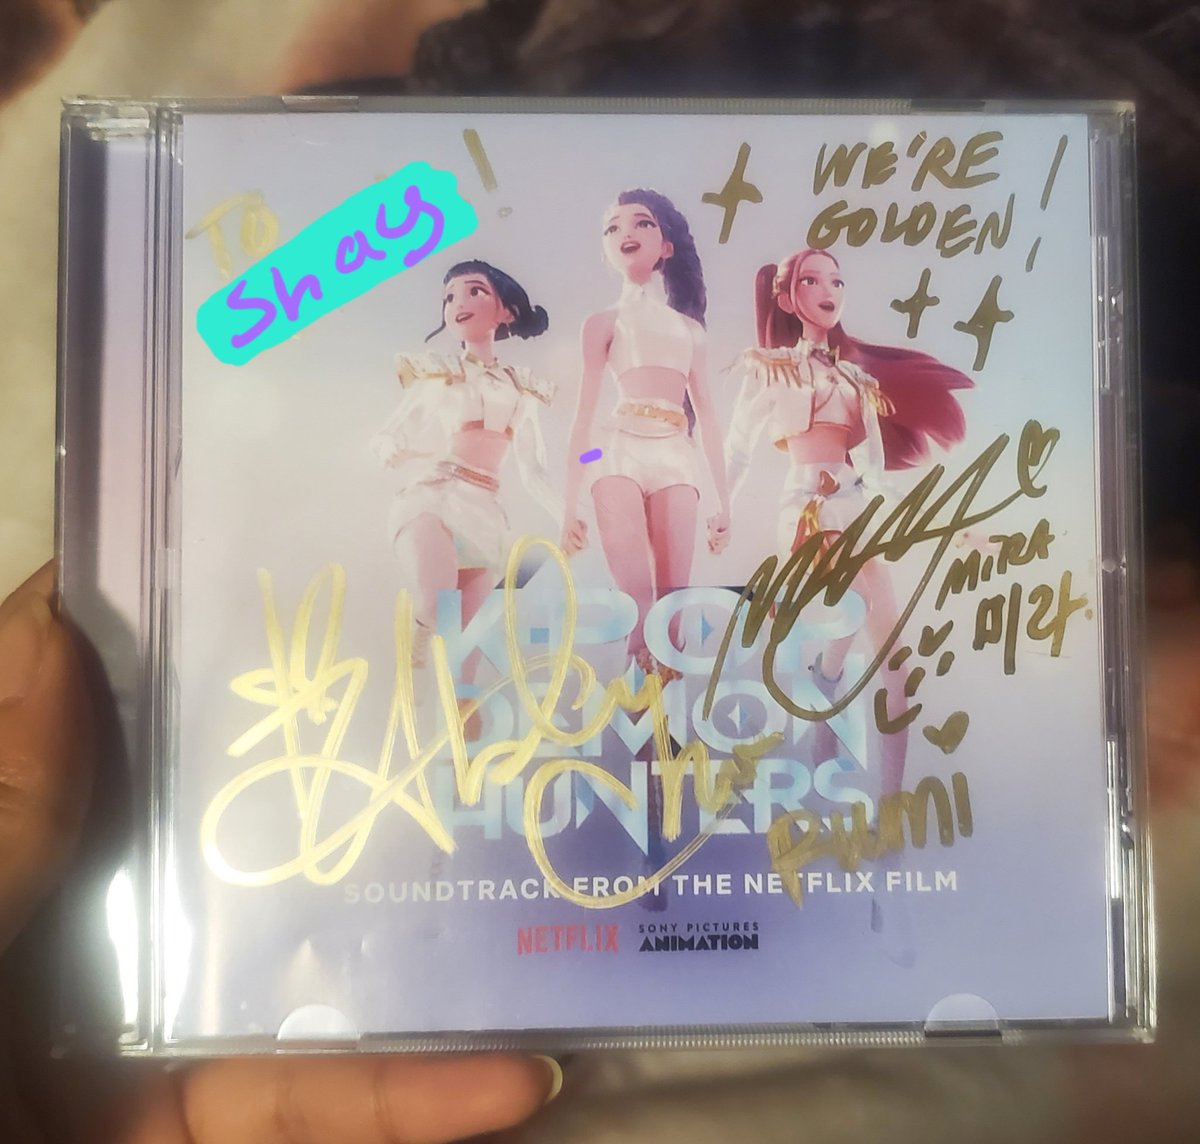 TO
Shay
!
WE'RE
GOLDEN!
MIRA
미라
K-POP
DEMON
HUNTERS
RUMI
SOUNDTRACK FROM THE NETFLIX FILM
NETFLIX
SONY PICTURES
ANIMATION